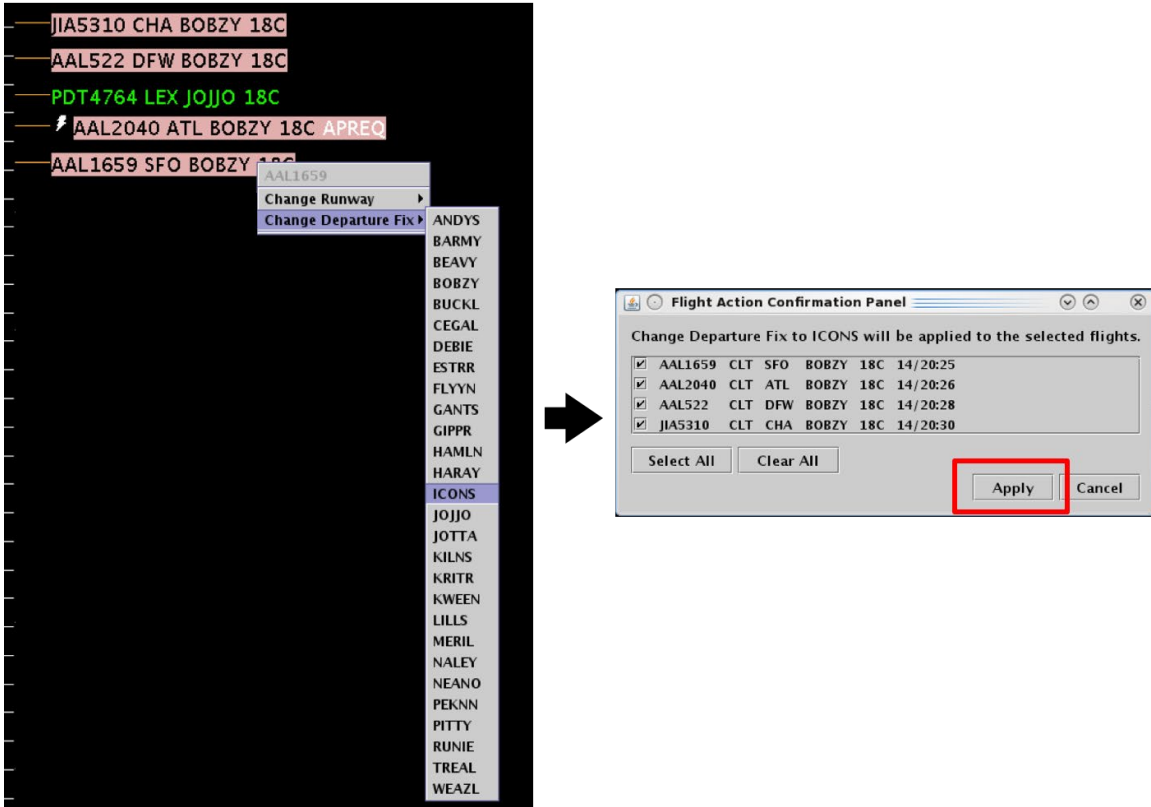 JIA5310 CHA BOBZY 18C
AAL522 DFW BOBZY 18C
PDT4764 LEX JOJJO 18C
AAL2040 ATL BOBZY 18C APREQ
AAL1659 SFO BOBZY 18C
AAL1659
Change Runway
Change Departure Fix
ANDYS
BARMY
BEAVY
BOBZY
BUCKL
CEGAL
DEBIE
ESTRR
FLYYN
GANTS
GIPPR
HAMLN
HARAY
ICONS
JOJJO
JOTTA
KILNS
KRITR
KWEEN
LILLS
MERIL
NALEY
NEANO
PEKNN
PITTY
RUNIE
TREAL
WEAZL
Flight Action Confirmation Panel
Change Departure Fix to ICONS will be applied to the selected flights.
AAL1659 CLT SFO BOBZY 18C 14/20:25
AAL2040 CLT ATL BOBZY 18C 14/20:26
AAL522 CLT DFW BOBZY 18C 14/20:28
JIA5310 CLT CHA BOBZY 18C 14/20:30
Select All Clear All
Apply Cancel